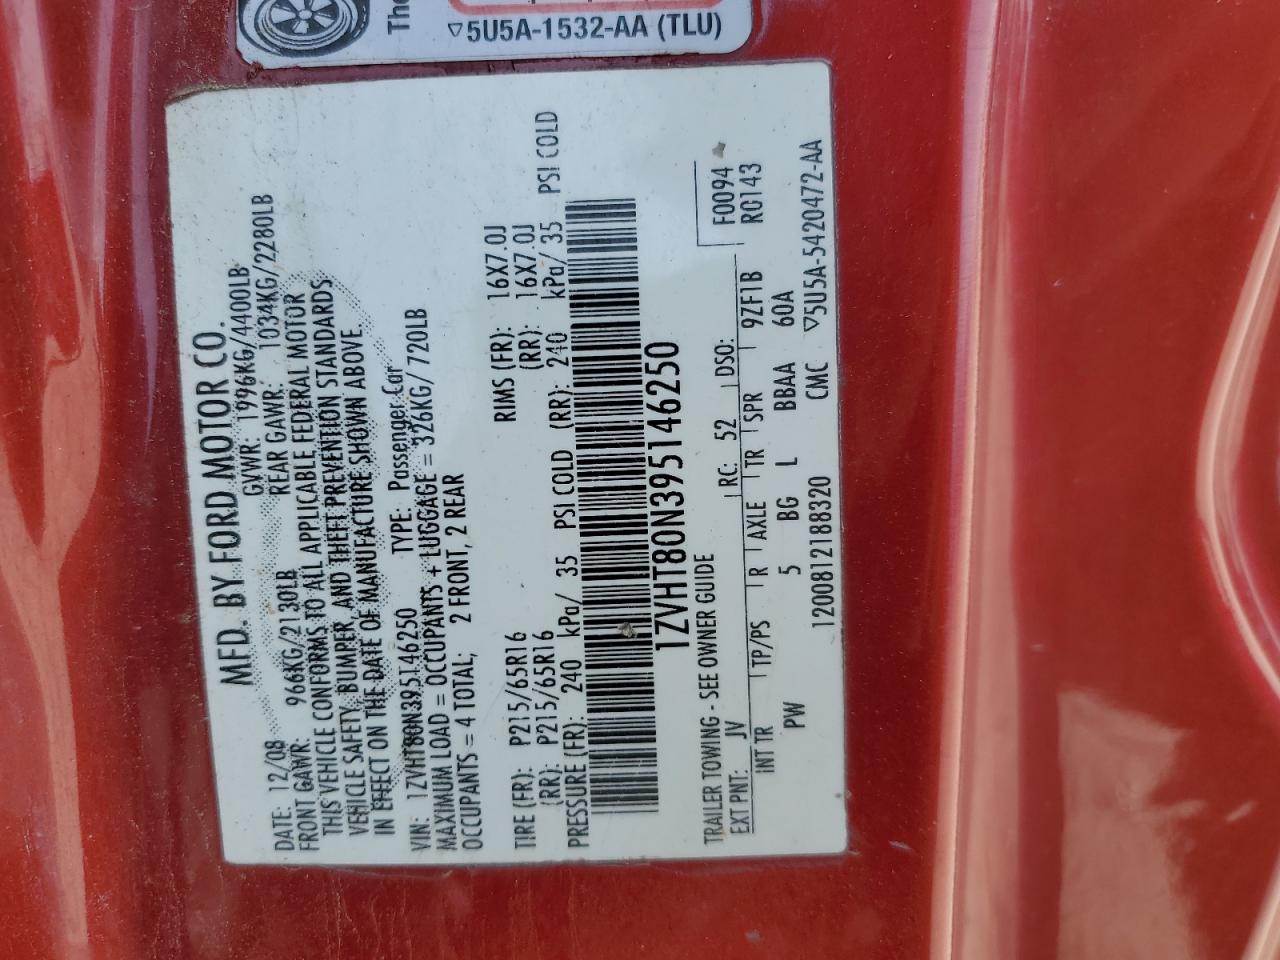 The
▽5U5A-1532-AA (TLU)
MFD. BY FORD MOTOR CO.
DATE: 12/08 GVWR: 1996KG/4400LB
FRONT GAWR: 966KG/2130LB REAR GAWR: 1034KG/2280LB
THIS VEHICLE CONFORMS TO ALL APPLICABLE FEDERAL MOTOR
VEHICLE SAFETY, BUMPER, AND THEFT PREVENTION STANDARDS
IN EFFECT ON THE DATE OF MANUFACTURE SHOWN ABOVE.
VIN: 1ZVHT80N395146250 TYPE: Passenger Car
MAXIMUM LOAD = OCCUPANTS + LUGGAGE = 326KG/ 720LB
OCCUPANTS = 4 TOTAL; 2 FRONT, 2 REAR
TIRE (FR): P215/65R16 RIMS (FR): 16X7.0J
(RR): P215/65R16 (RR): 16X7.0J
PRESSURE (FR): 240 kPa/ 35 PSI COLD (RR): 240 kPa/ 35 PSI COLD
1ZVHT80N395146250
TRAILER TOWING - SEE OWNER GUIDE F0094
EXT PNT: JV RC: 52 DSO: RG143
INT TR TP/PS R AXLE TR SPR 9ZF1B
PW 5 BG L BBAA 60A
1200812188320 CMC ▽5U5A-5420472-AA